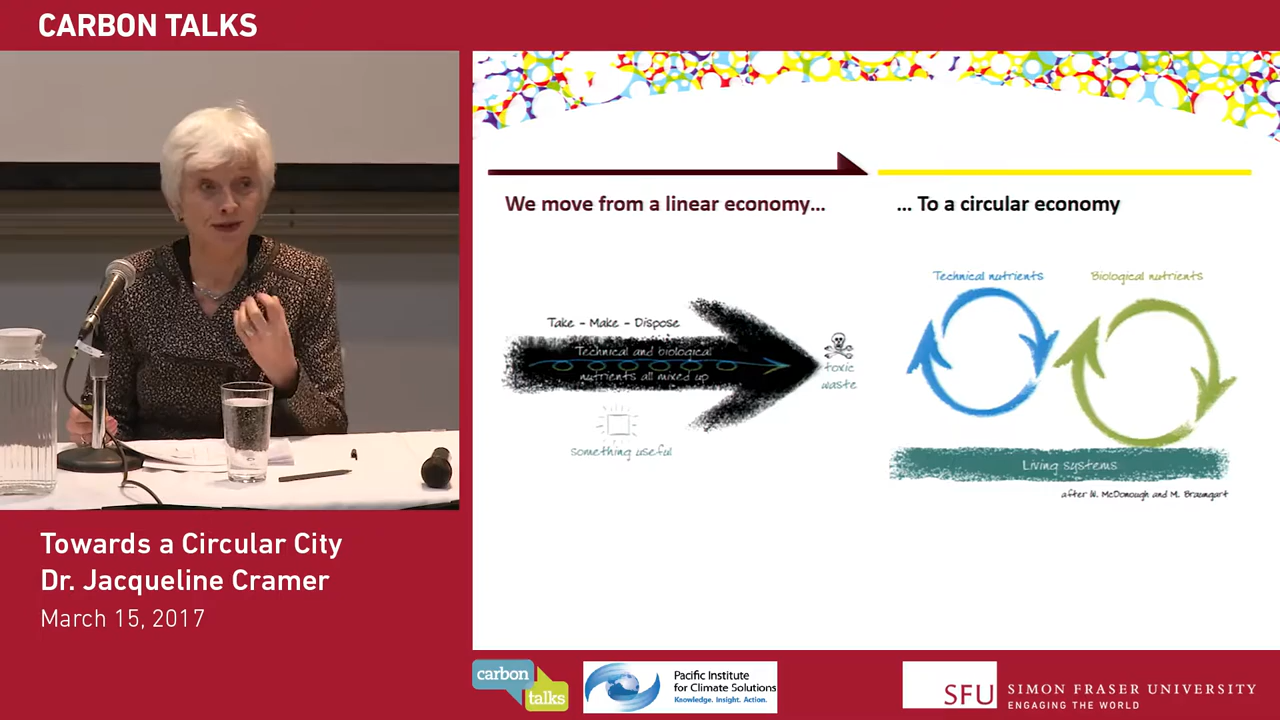 CARBON TALKS
We move from a linear economy...
... To a circular economy
Take - Make - Dispose
Technical and biological
nutrients all mixed up
something useful
toxic
waste
Technical nutrients
Biological nutrients
Living systems
after W. McDonough and M. Braumgart
Towards a Circular City
Dr. Jacqueline Cramer
March 15, 2017
carbon
talks
Pacific Institute
for Climate Solutions
Knowledge. Insight. Action.
SFU
SIMON FRASER UNIVERSITY
ENGAGING THE WORLD